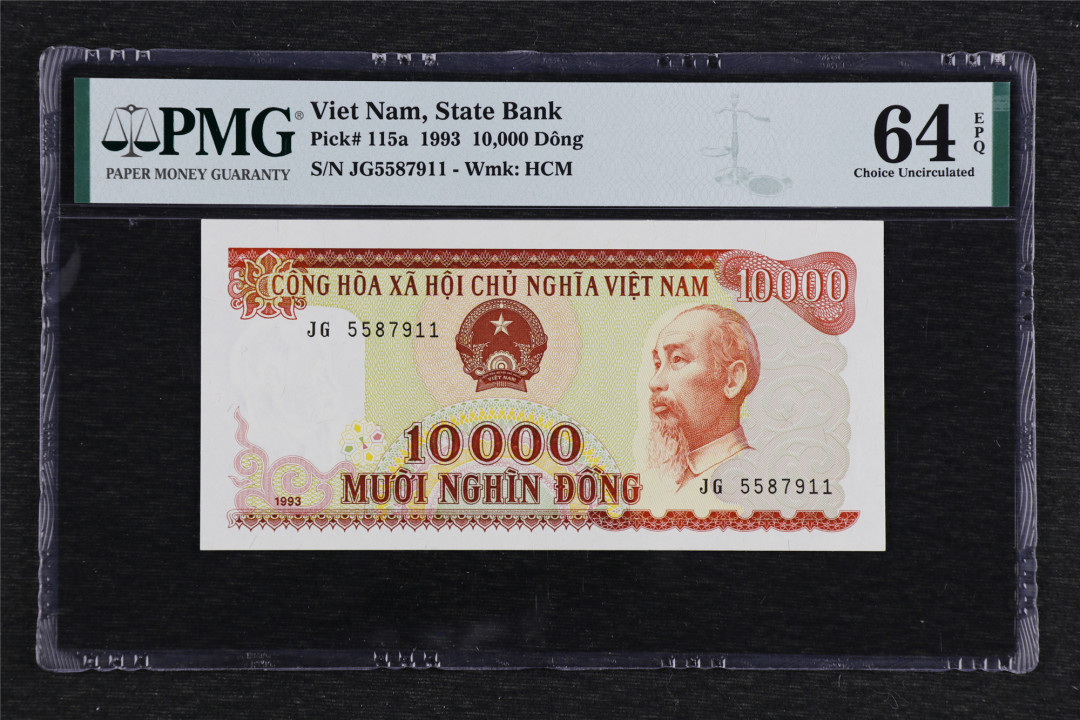 PMG®
PAPER MONEY GUARANTY
Viet Nam, State Bank
Pick# 115a 1993 10,000 Dông
S/N JG5587911 - Wmk: HCM
64
EPQ
Choice Uncirculated
CỘNG HÒA XÃ HỘI CHỦ NGHĨA VIỆT NAM
10000
JG 5587911
VIỆT NAM
I
10000
MƯỜI NGHÌN ĐỒNG
1993
JG 5587911